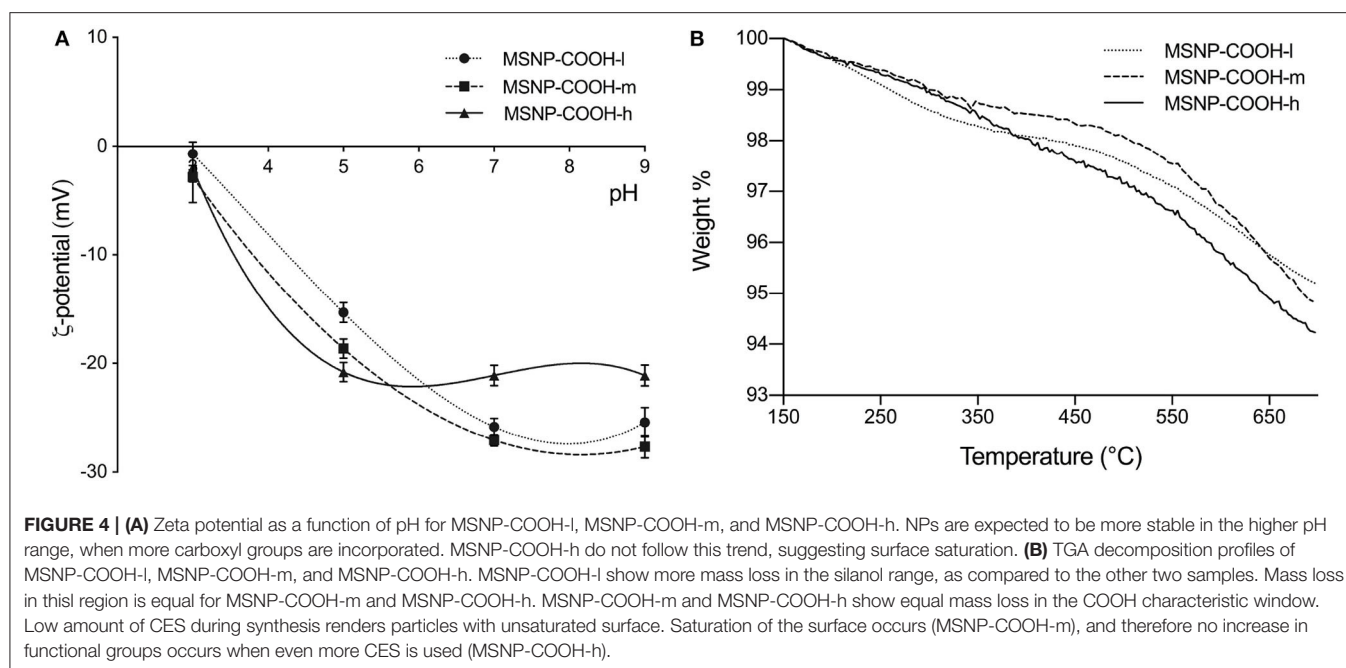 A
10
MSNP-COOH-l
MSNP-COOH-m
MSNP-COOH-h
0
4
5
6
7
8
9
pH
-10
-20
-30
ζ-potential (mV)
B
100
99
98
97
96
95
94
93
Weight %
MSNP-COOH-l
MSNP-COOH-m
MSNP-COOH-h
150
250
350
450
550
650
Temperature (°C)
FIGURE 4 | (A) Zeta potential as a function of pH for MSNP-COOH-l, MSNP-COOH-m, and MSNP-COOH-h. NPs are expected to be more stable in the higher pH
range, when more carboxyl groups are incorporated. MSNP-COOH-h do not follow this trend, suggesting surface saturation. (B) TGA decomposition profiles of
MSNP-COOH-l, MSNP-COOH-m, and MSNP-COOH-h. MSNP-COOH-l show more mass loss in the silanol range, as compared to the other two samples. Mass loss
in thisl region is equal for MSNP-COOH-m and MSNP-COOH-h. MSNP-COOH-m and MSNP-COOH-h show equal mass loss in the COOH characteristic window.
Low amount of CES during synthesis renders particles with unsaturated surface. Saturation of the surface occurs (MSNP-COOH-m), and therefore no increase in
functional groups occurs when even more CES is used (MSNP-COOH-h).